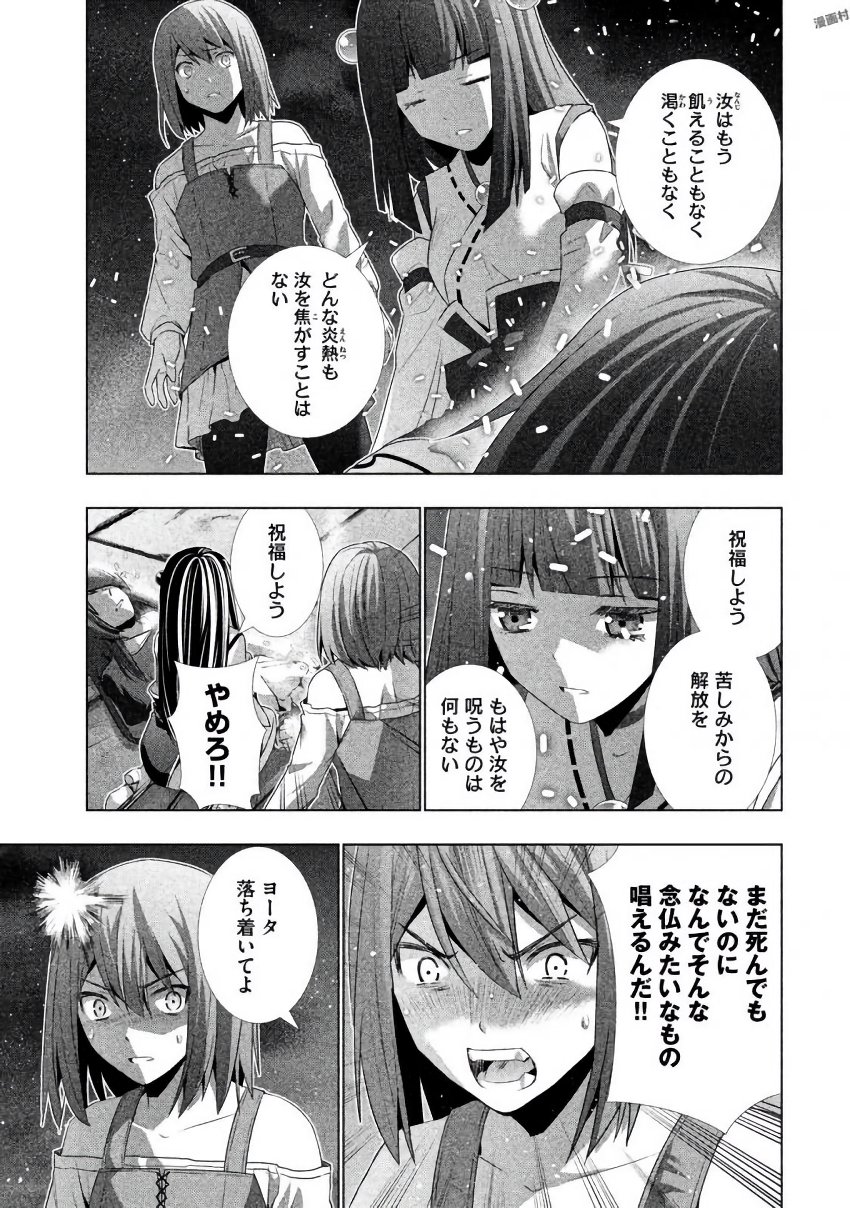 漫画村
汝はもう
飢えることもなく
渇くこともなく
どんな炎熱も
汝を焦がすことは
ない
祝福しよう
苦しみからの
解放を
もはや汝を
呪うものは
何もない
祝福しよう
やめろ!!
まだ死んでも
ないのに
なんでそんな
念仏みたいなもの
唱えるんだ!!
ヨータ
落ち着いてよ